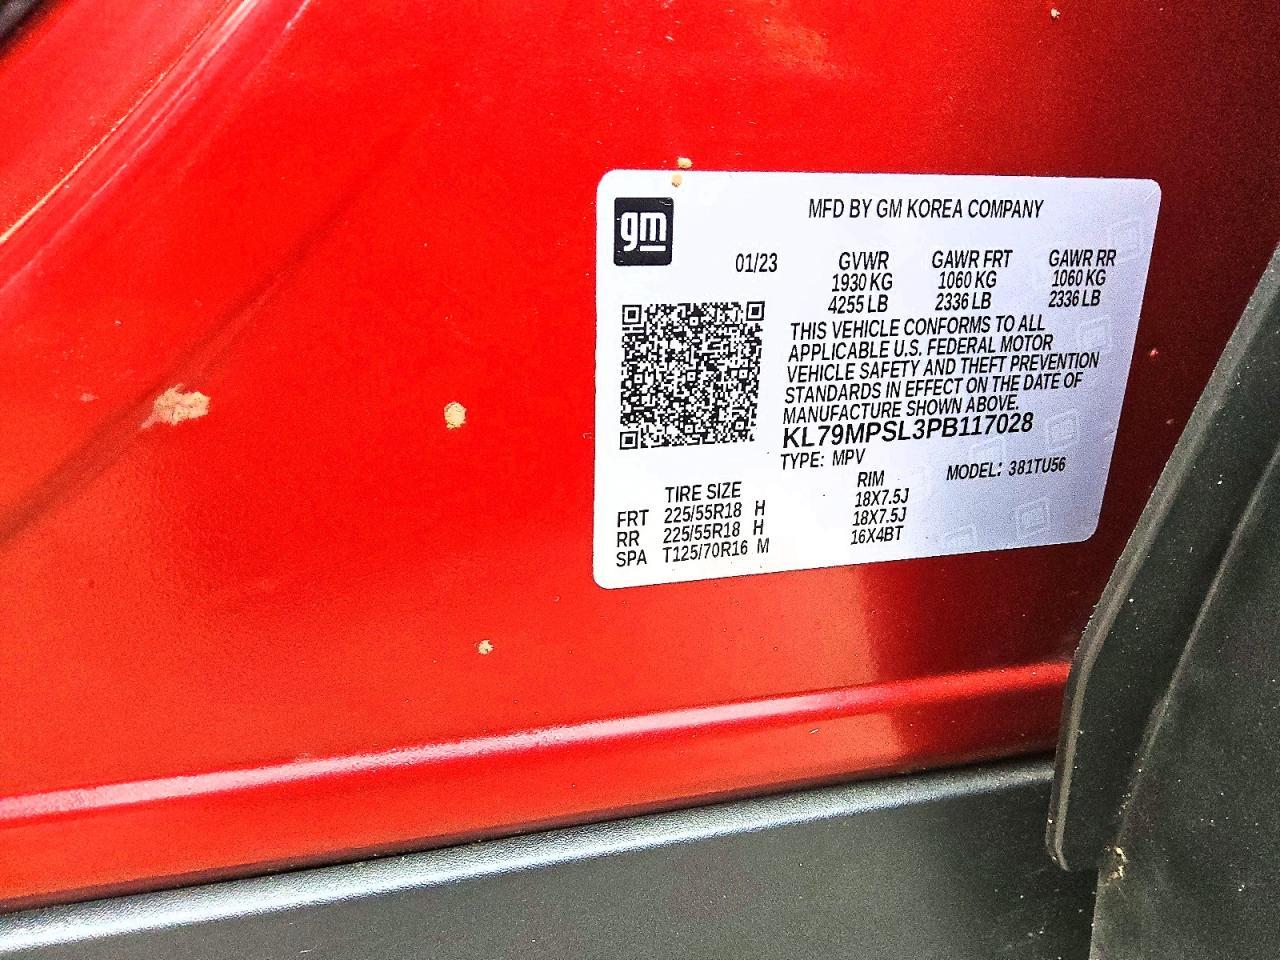 gm
MFD BY GM KOREA COMPANY
01/23 GVWR GAWR FRT GAWR RR
1930 KG 1060 KG 1060 KG
4255 LB 2336 LB 2336 LB
THIS VEHICLE CONFORMS TO ALL
APPLICABLE U.S. FEDERAL MOTOR
VEHICLE SAFETY AND THEFT PREVENTION
STANDARDS IN EFFECT ON THE DATE OF
MANUFACTURE SHOWN ABOVE.
KL79MPSL3PB117028
TYPE: MPV MODEL: 381TU56
TIRE SIZE RIM
FRT 225/55R18 H 18X7.5J
RR 225/55R18 H 18X7.5J
SPA T125/70R16 M 16X4BT